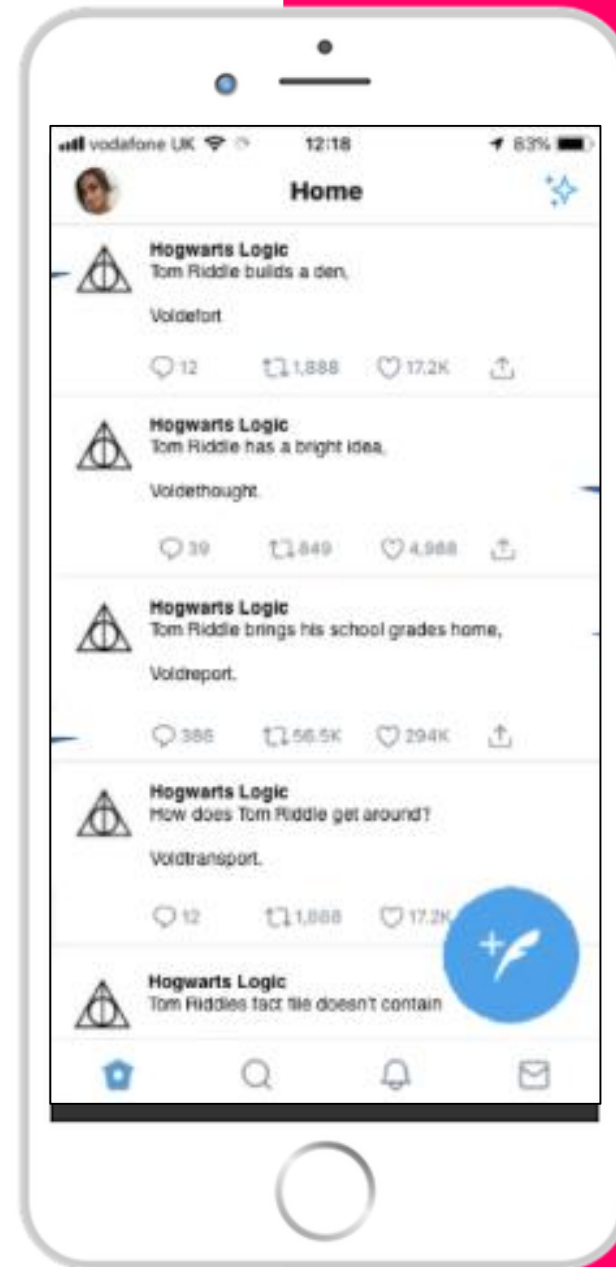 vodafone UK 12:18 83%
Home
Hogwarts Logic
Tom Riddle builds a den,
Voldefort
12 1,888 17.2K
Hogwarts Logic
Tom Riddle has a bright idea,
Voldethought.
39 849 4,988
Hogwarts Logic
Tom Riddle brings his school grades home,
Voldreport.
386 56.5K 294K
Hogwarts Logic
How does Tom Riddle get around?
Voldtransport.
12 1,888 17.2K
Hogwarts Logic
Tom Riddles fact file doesn't contain